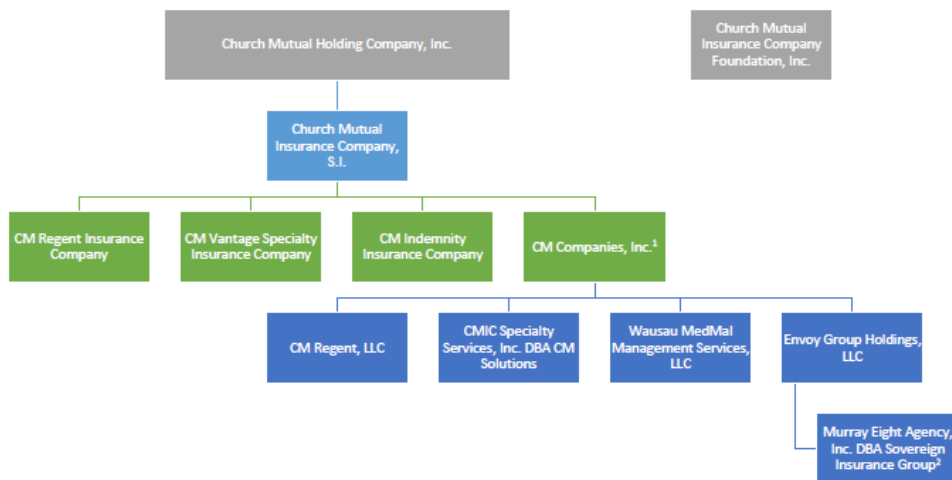 Church Mutual Holding Company, Inc.
Church Mutual
Insurance Company
Foundation, Inc.
Church Mutual
Insurance Company,
S.I.
CM Regent Insurance
Company
CM Vantage Specialty
Insurance Company
CM Indemnity
Insurance Company
CM Companies, Inc.¹
CM Regent, LLC
CMIC Specialty
Services, Inc. DBA CM
Solutions
Wausau MedMal
Management Services,
LLC
Envoy Group Holdings,
LLC
Murray Eight Agency,
Inc. DBA Sovereign
Insurance Group²